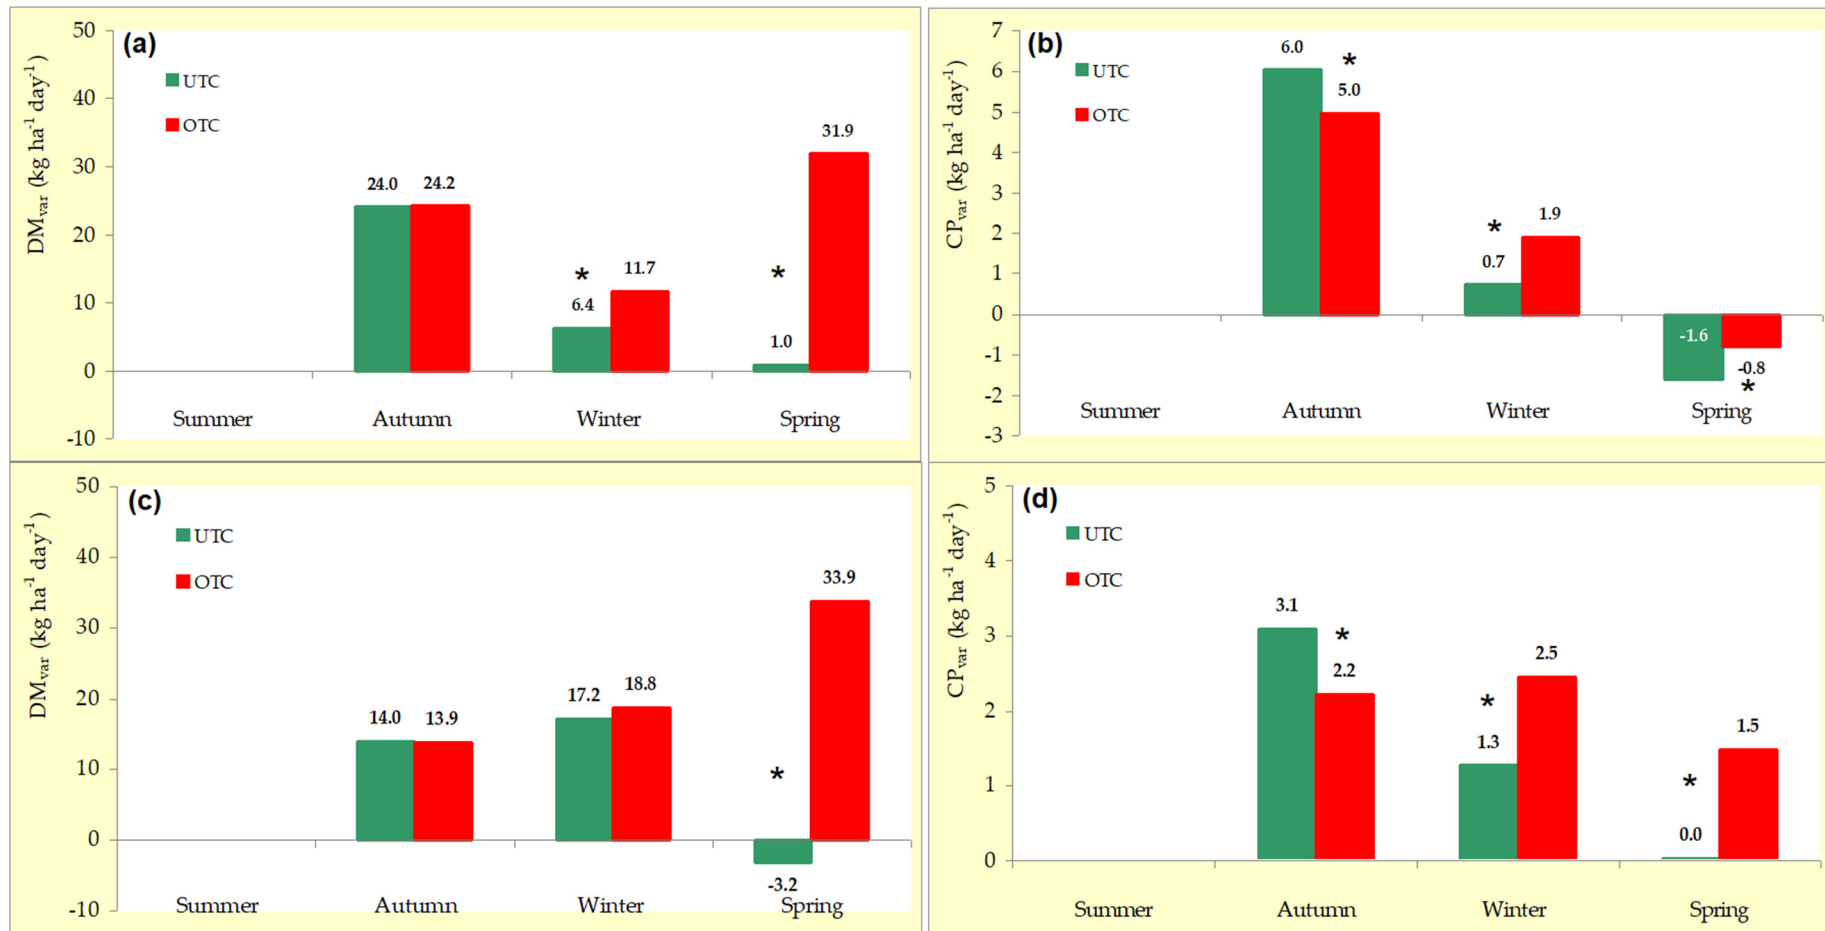 (a)
DMvar (kg ha-1 day-1)
50
40
30
20
10
0
-10
UTC
OTC
24.0
24.2
*
6.4
11.7
*
1.0
31.9
Summer
Autumn
Winter
Spring
(b)
CPvar (kg ha-1 day-1)
7
6
5
4
3
2
1
0
-1
-2
-3
UTC
OTC
6.0
*
5.0
*
0.7
1.9
-1.6
-0.8
*
Summer
Autumn
Winter
Spring
(c)
DMvar (kg ha-1 day-1)
50
40
30
20
10
0
-10
UTC
OTC
14.0
13.9
17.2
18.8
*
-3.2
33.9
Summer
Autumn
Winter
Spring
(d)
CPvar (kg ha-1 day-1)
5
4
3
2
1
0
UTC
OTC
3.1
*
2.2
*
1.3
2.5
*
0.0
1.5
Summer
Autumn
Winter
Spring